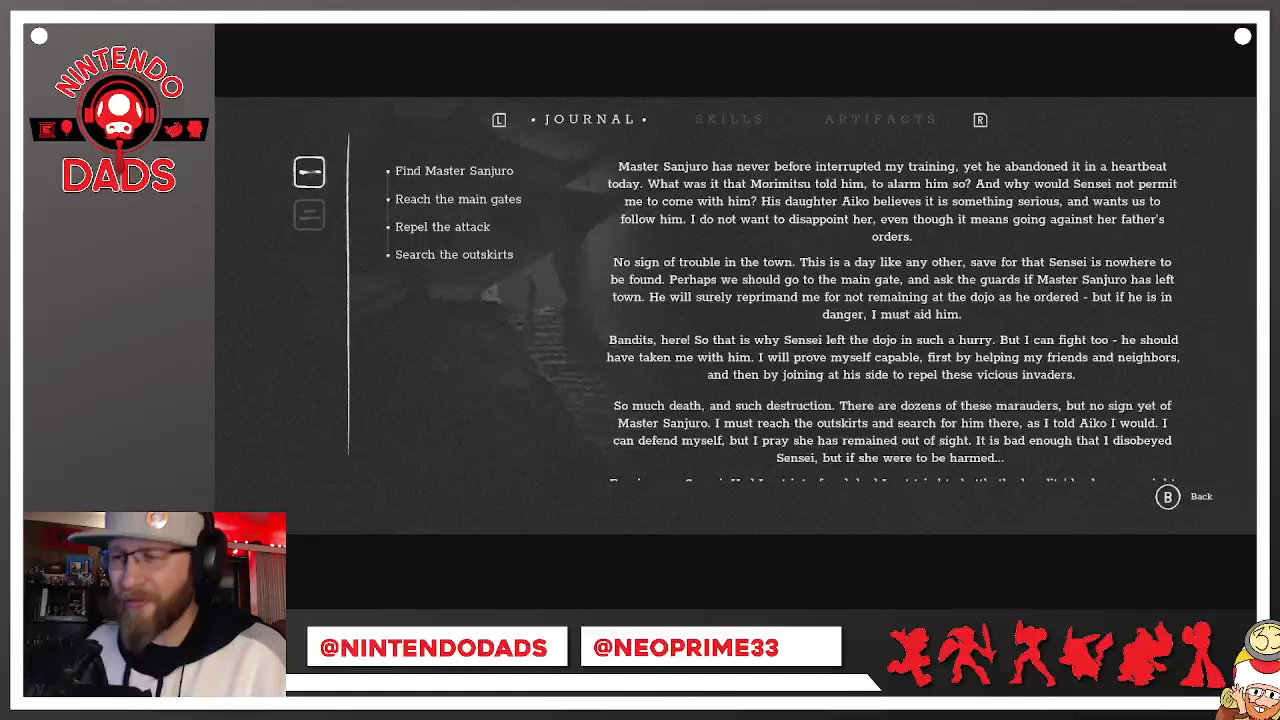 NINTENDO
DADS
L
• JOURNAL •
SKILLS
ARTIFACTS
R
• Find Master Sanjuro
• Reach the main gates
• Repel the attack
• Search the outskirts
Master Sanjuro has never before interrupted my training, yet he abandoned it in a heartbeat
today. What was it that Morimitsu told him, to alarm him so? And why would Sensei not permit
me to come with him? His daughter Aiko believes it is something serious, and wants us to
follow him. I do not want to disappoint her, even though it means going against her father's
orders.
No sign of trouble in the town. This is a day like any other, save for that Sensei is nowhere to
be found. Perhaps we should go to the main gate, and ask the guards if Master Sanjuro has left
town. He will surely reprimand me for not remaining at the dojo as he ordered - but if he is in
danger, I must aid him.
Bandits, here! So that is why Sensei left the dojo in such a hurry. But I can fight too - he should
have taken me with him. I will prove myself capable, first by helping my friends and neighbors,
and then by joining at his side to repel these vicious invaders.
So much death, and such destruction. There are dozens of these marauders, but no sign yet of
Master Sanjuro. I must reach the outskirts and search for him there, as I told Aiko I would. I
can defend myself, but I pray she has remained out of sight. It is bad enough that I disobeyed
Sensei, but if she were to be harmed...
B Back
@NINTENDODADS
@NEOPRIME33